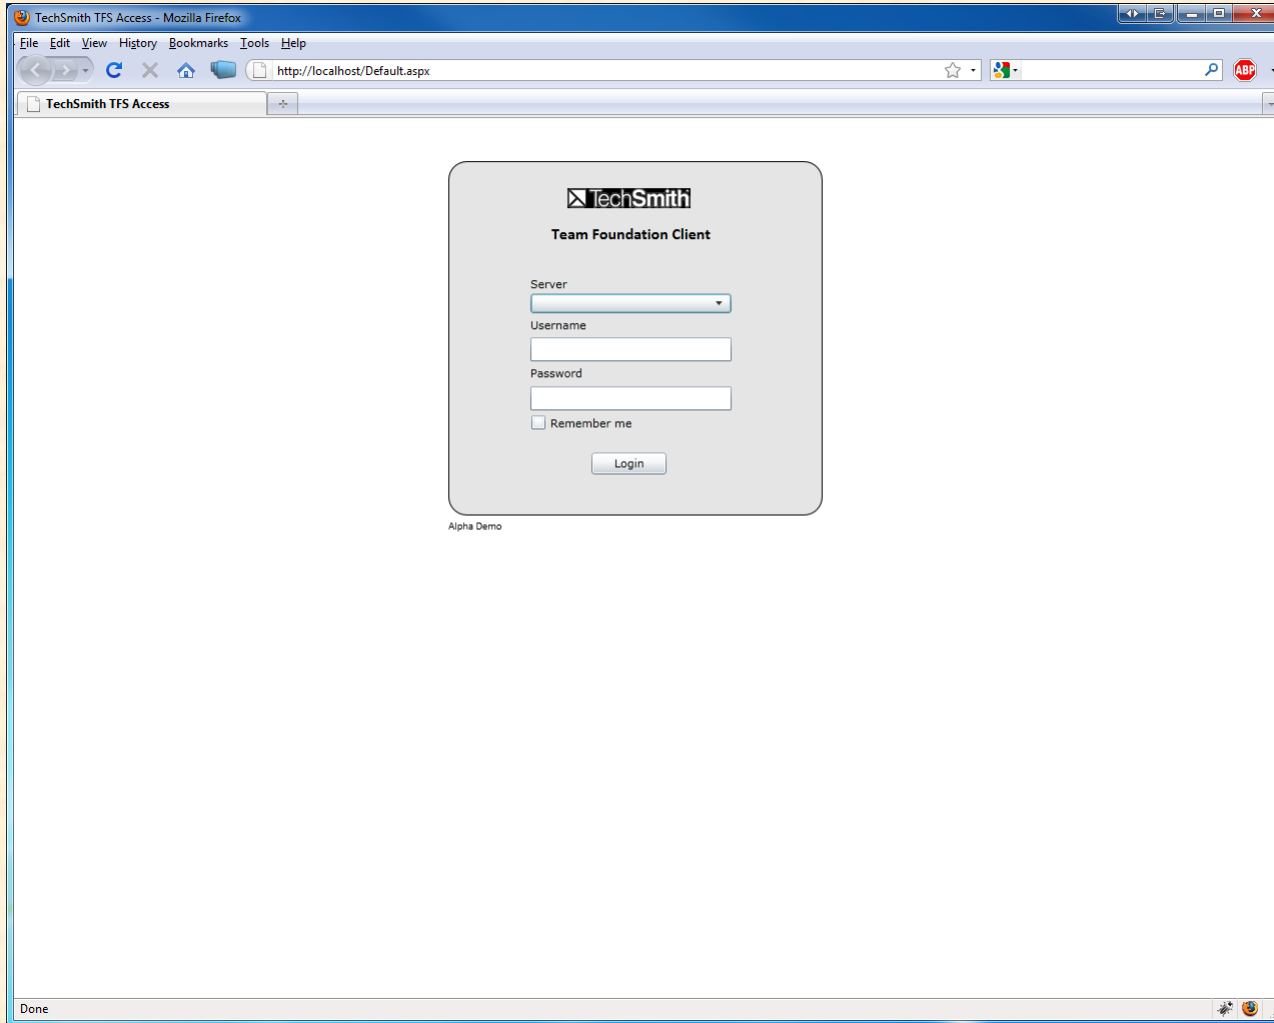 TechSmith TFS Access - Mozilla Firefox
File Edit View History Bookmarks Tools Help
http://localhost/Default.aspx
ABP
TechSmith TFS Access
TechSmith
Team Foundation Client
Server
Username
Password
Remember me
Login
Alpha Demo
Done